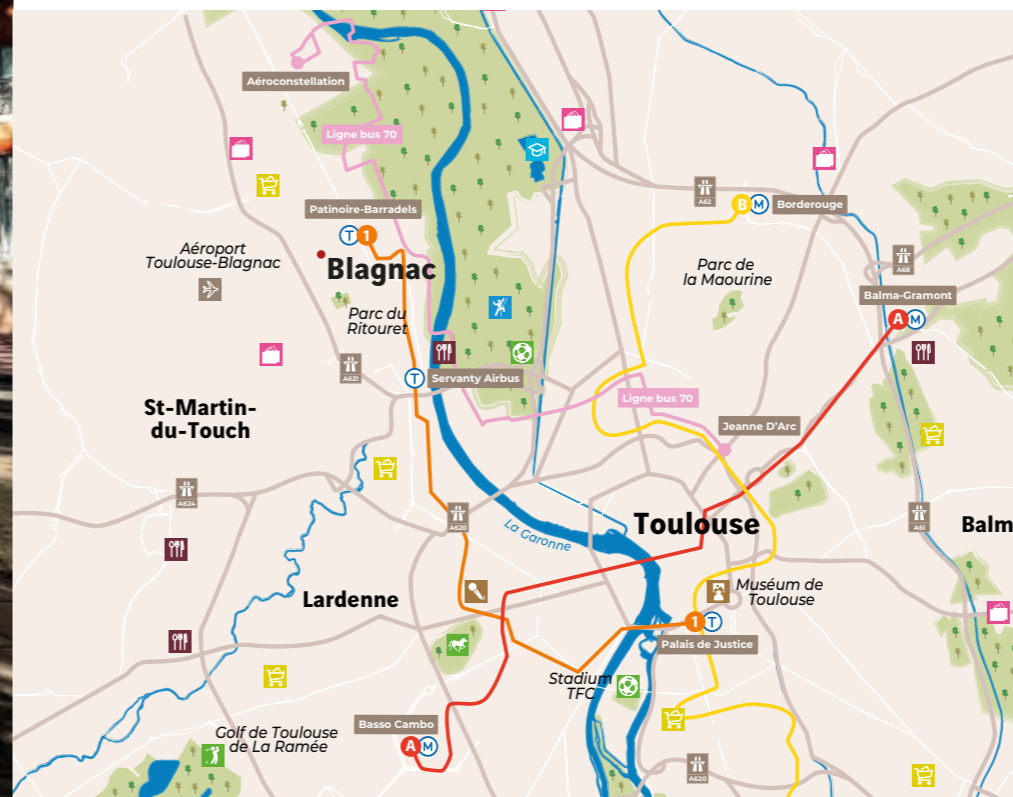 Aéroconstellation
Ligne bus 70
A62
B M
Borderouge
Patinoire-Barradels
T 1
Aéroport
Toulouse-Blagnac
Blagnac
Parc de
la Maourine
A68
Balma-Gramont
A M
Parc du
Ritouret
A621
T
Servanty Airbus
Ligne bus 70
St-Martin-
du-Touch
Jeanne D'Arc
A624
A620
A61
La Garonne
Toulouse
Balm
Lardenne
Muséum de
Toulouse
1 T
Palais de Justice
Stadium
TFC
Basso Cambo
A M
Golf de Toulouse
de La Ramée
A620